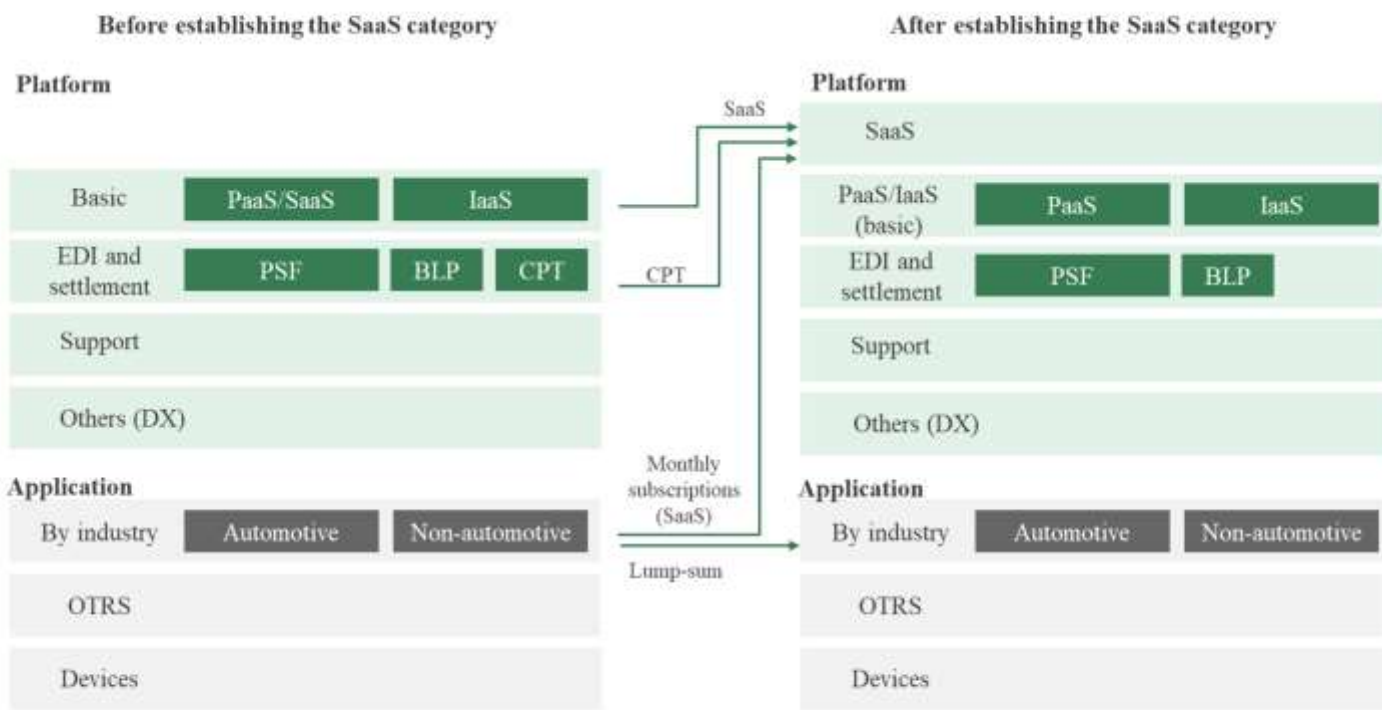 Before establishing the SaaS category
Platform
Basic
PaaS/SaaS
IaaS
EDI and
settlement
PSF
BLP
CPT
Support
Others (DX)
Application
By industry
Automotive
Non-automotive
OTRS
Devices
SaaS
CPT
Monthly
subscriptions
(SaaS)
Lump-sum
After establishing the SaaS category
Platform
SaaS
PaaS/IaaS
(basic)
PaaS
IaaS
EDI and
settlement
PSF
BLP
Support
Others (DX)
Application
By industry
Automotive
Non-automotive
OTRS
Devices